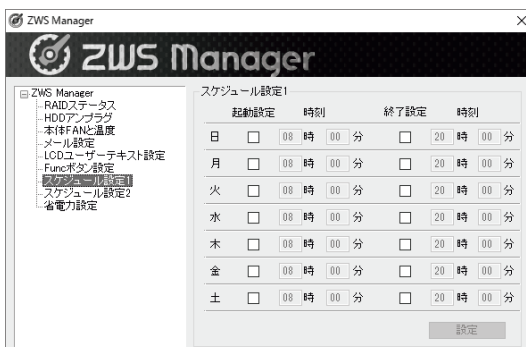 ZWS Manager
ZWS Manager
ZWS Manager
RAIDステータス
HDDアンプラグ
本体FANと温度
メール設定
LCDユーザーテキスト設定
Funcボタン設定
スケジュール設定1
スケジュール設定2
省電力設定
スケジュール設定1
起動設定 時刻 終了設定 時刻
日 08 時 00 分 20 時 00 分
月 08 時 00 分 20 時 00 分
火 08 時 00 分 20 時 00 分
水 08 時 00 分 20 時 00 分
木 08 時 00 分 20 時 00 分
金 08 時 00 分 20 時 00 分
土 08 時 00 分 20 時 00 分
設定